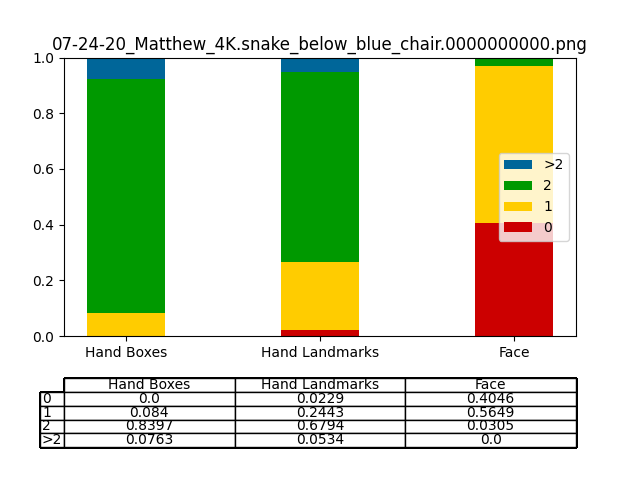 07-24-20_Matthew_4K.snake_below_blue_chair.0000000000.png
1.0
0.8
0.6
0.4
0.2
0.0
>2
2
1
0
Hand Boxes Hand Landmarks Face
Hand Boxes Hand Landmarks Face
0 0.0 0.0229 0.4046
1 0.084 0.2443 0.5649
2 0.8397 0.6794 0.0305
>2 0.0763 0.0534 0.0